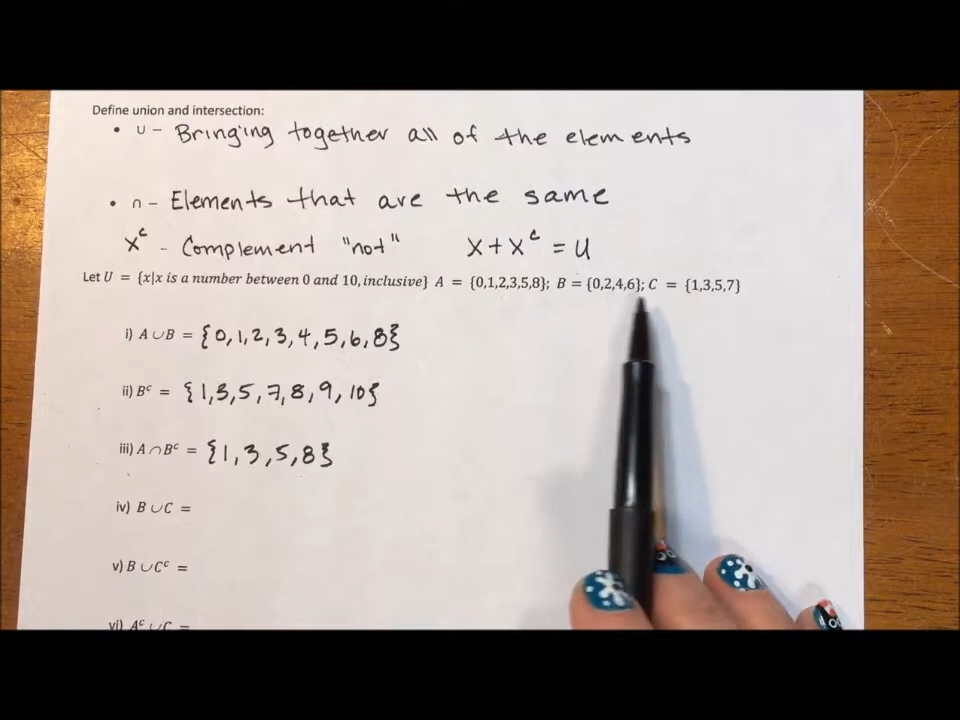 Define union and intersection:
• ∪ – Bringing together all of the elements
• ∩ – Elements that are the same
X^c – Complement "not" X + X^c = U
Let U = {x|x is a number between 0 and 10, inclusive} A = {0,1,2,3,5,8}; B = {0,2,4,6}; C = {1,3,5,7}
i) A ∪ B = {0,1,2,3,4,5,6,8}
ii) B^c = {1,3,5,7,8,9,10}
iii) A ∩ B^c = {1,3,5,8}
iv) B ∪ C =
v) B ∪ C^c =
vi) A^c ∪ C =